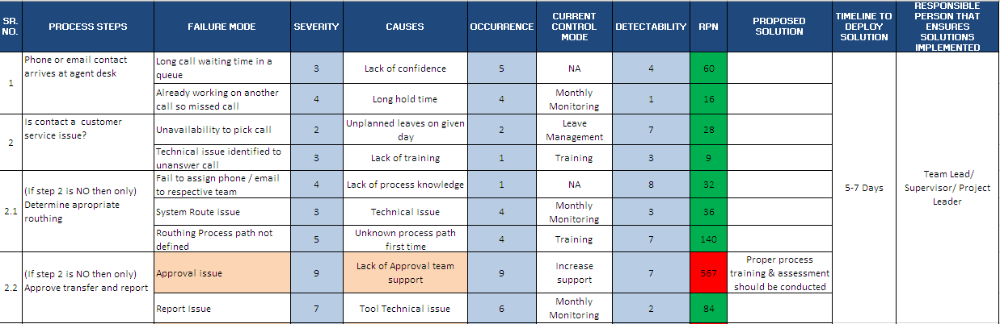 SR. NO. | PROCESS STEPS | FAILURE MODE | SEVERITY | CAUSES | OCCURRENCE | CURRENT CONTROL MODE | DETECTABILITY | RPN | PROPOSED SOLUTION | TIMELINE TO DEPLOY SOLUTION | RESPONSIBLE PERSON THAT ENSURES SOLUTIONS IMPLEMENTED
1 | Phone or email contact arrives at agent desk | Long call waiting time in a queue | 3 | Lack of confidence | 5 | NA | 4 | 60 | | 5-7 Days | Team Lead/ Supervisor/ Project Leader
Already working on another call so missed call | 4 | Long hold time | 4 | Monthly Monitoring | 1 | 16
2 | Is contact a customer service issue? | Unavailability to pick call | 2 | Unplanned leaves on given day | 2 | Leave Management | 7 | 28
Technical issue identified to unanswer call | 3 | Lack of training | 1 | Training | 3 | 9
2.1 | (If step 2 is NO then only) Determine apropriate routhing | Fail to assign phone / email to respective team | 4 | Lack of process knowledge | 1 | NA | 8 | 32
System Route issue | 3 | Technical Issue | 4 | Monthly Monitoring | 3 | 36
Routing Process path not defined | 5 | Unknown process path first time | 4 | Training | 7 | 140
2.2 | (If step 2 is NO then only) Approve transfer and report | Approval issue | 9 | Lack of Approval team support | 9 | Increase support | 7 | 567 | Proper process training & assessment should be conducted
Report Issue | 7 | Tool Technical issue | 6 | Monthly Monitoring | 2 | 84